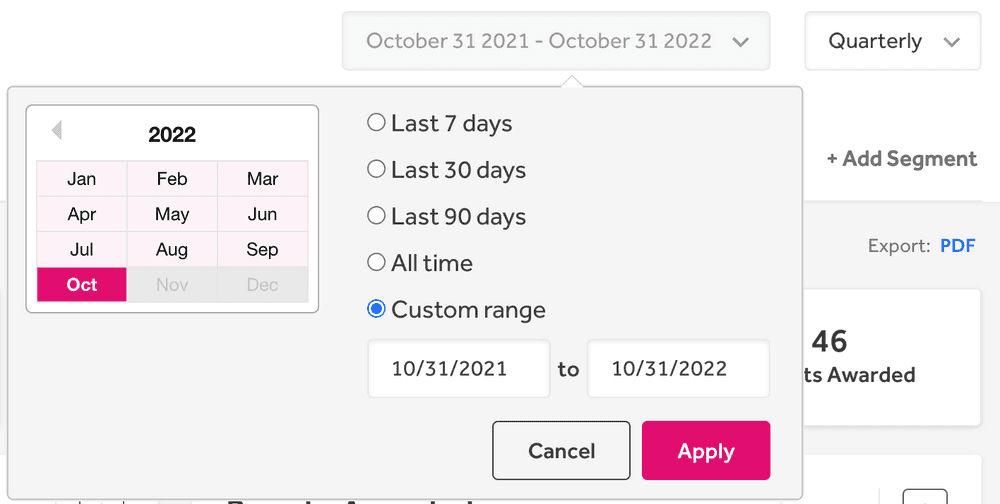 October 31 2021 - October 31 2022
Quarterly
2022
Jan Feb Mar
Apr May Jun
Jul Aug Sep
Oct Nov Dec
Last 7 days
Last 30 days
Last 90 days
All time
Custom range
10/31/2021 to 10/31/2022
Cancel Apply
+ Add Segment
Export: PDF
46
ts Awarded